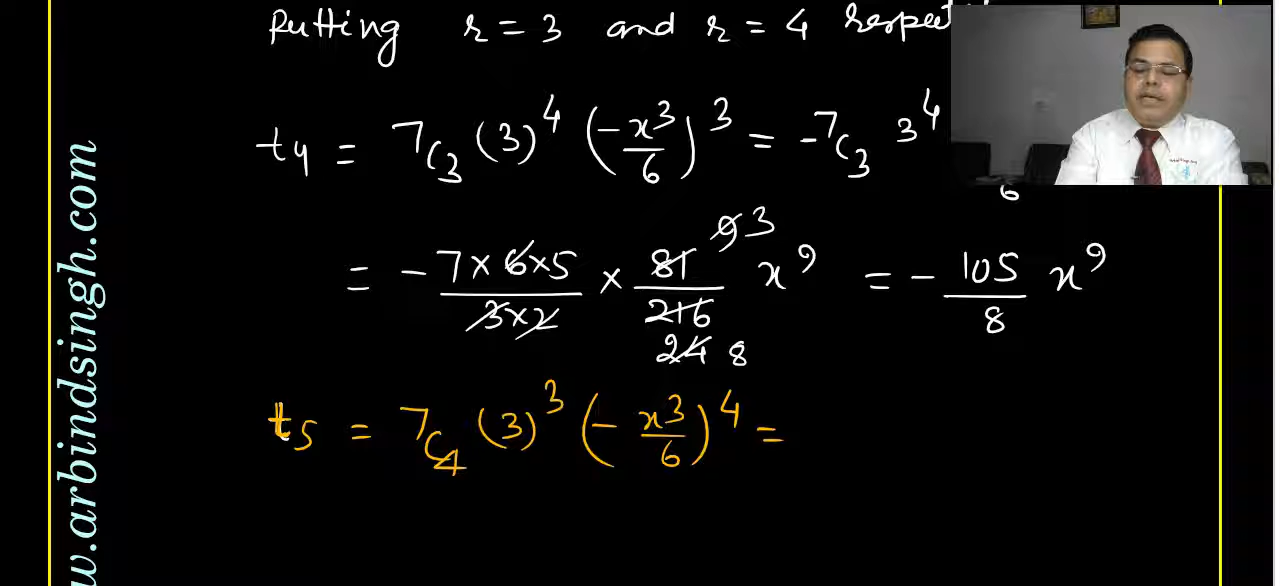 Putting r = 3 and r = 4 respect
t4 = 7C3 (3)^4 (-x^3/6)^3 = -7C3 3^4
6
= - 7×6×5/3×2 × 81/216 x^9 = - 105/8 x^9
9 3
24 8
t5 = 7C4 (3)^3 (- x^3/6)^4 =
w.arbindsingh.com